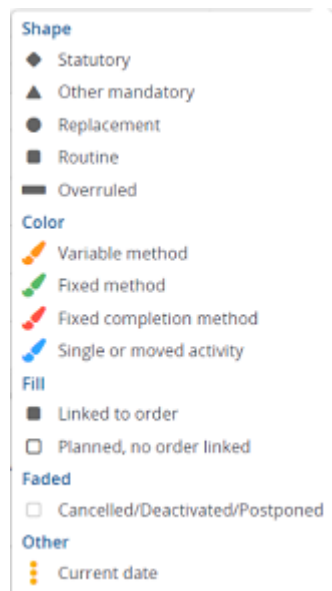 Shape
Statutory
Other mandatory
Replacement
Routine
Overruled
Color
Variable method
Fixed method
Fixed completion method
Single or moved activity
Fill
Linked to order
Planned, no order linked
Faded
Cancelled/Deactivated/Postponed
Other
Current date